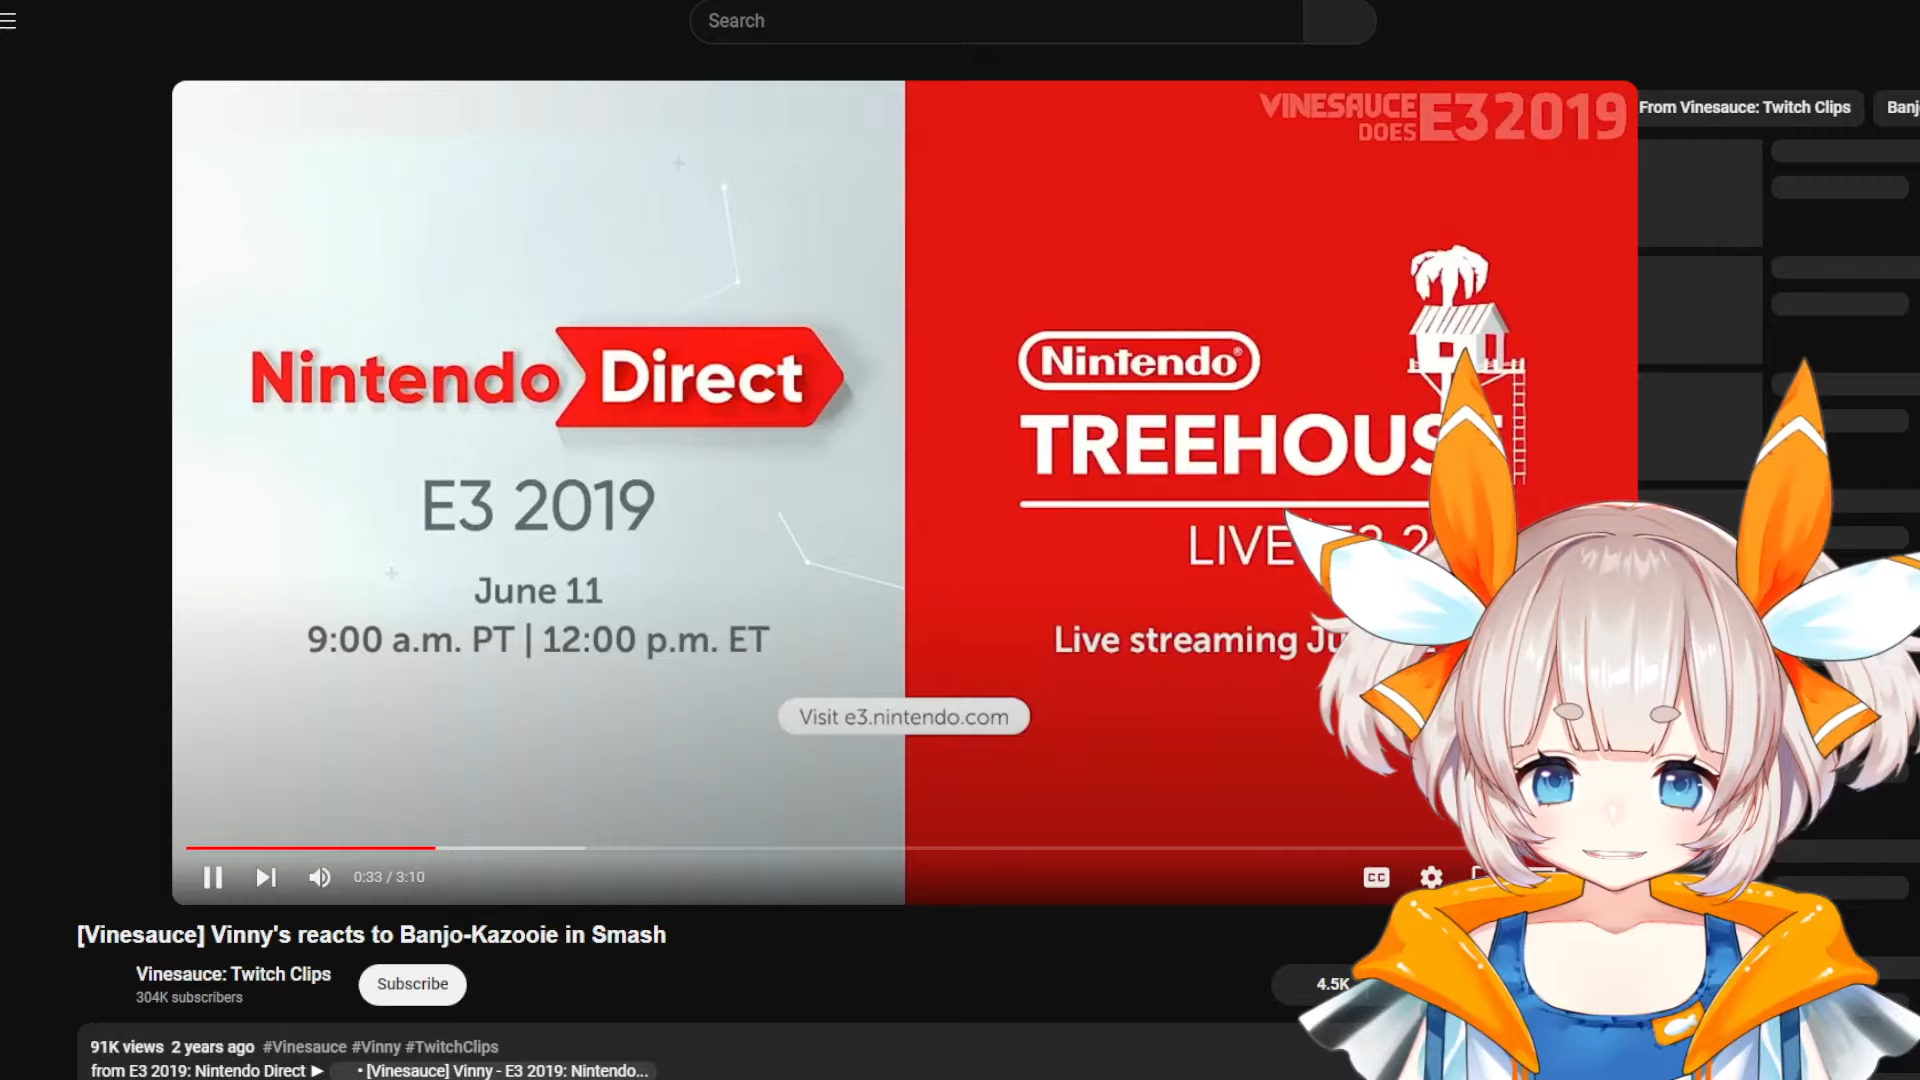 Search
VINESAUCE
DOES E32019
From Vinesauce: Twitch Clips
Nintendo Direct
E3 2019
June 11
9:00 a.m. PT | 12:00 p.m. ET
Nintendo®
TREEHOUS
LIVE
Live streaming
Visit e3.nintendo.com
0:33 / 3:10
CC
[Vinesauce] Vinny's reacts to Banjo-Kazooie in Smash
Vinesauce: Twitch Clips
304K subscribers
Subscribe
4.5K
91K views 2 years ago #Vinesauce #Vinny #TwitchClips
from E3 2019: Nintendo Direct ▶ • [Vinesauce] Vinny - E3 2019: Nintendo...